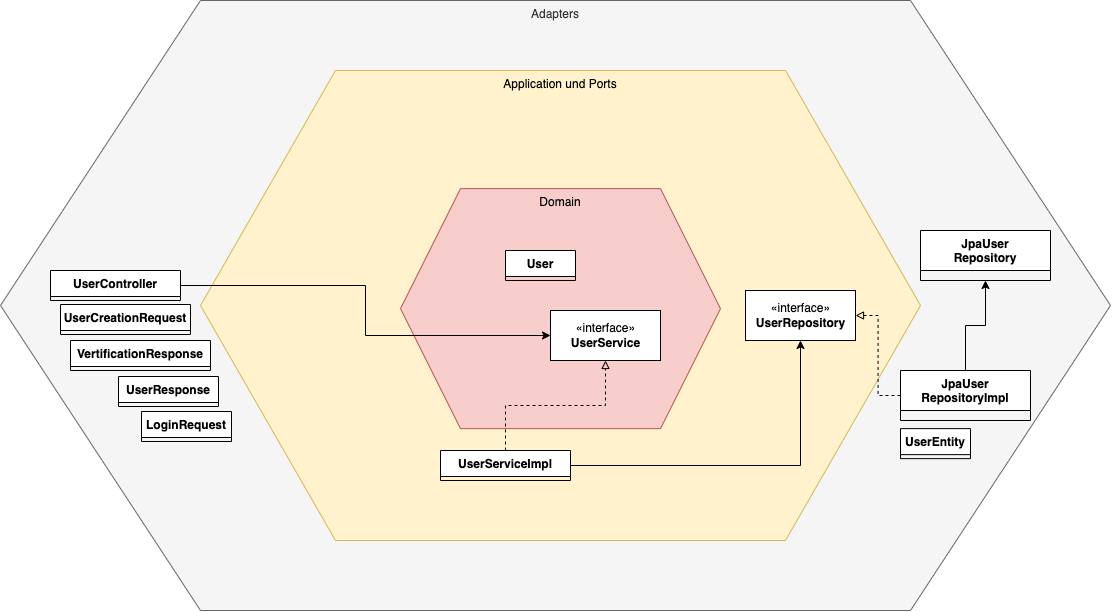 Adapters
Application und Ports
Domain
User
«interface»
UserService
UserServiceImpl
«interface»
UserRepository
UserController
UserCreationRequest
VertificationResponse
UserResponse
LoginRequest
JpaUser
Repository
JpaUser
RepositoryImpl
UserEntity